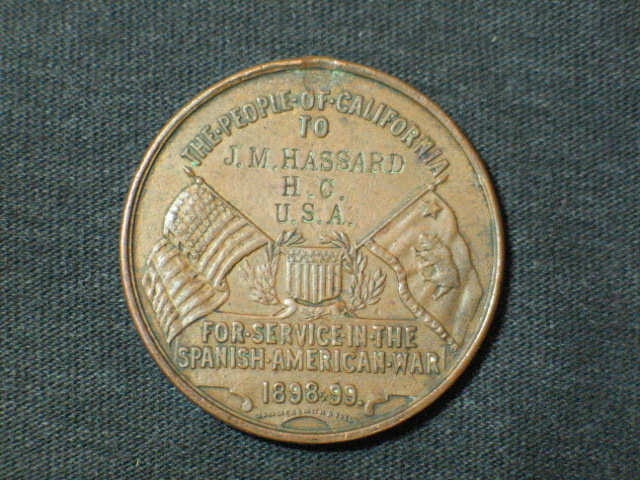 THE·PEOPLE·OF·CALIFORNIA
TO
J. M. HASSARD
H. C.
U. S. A.
FOR·SERVICE·IN·THE
SPANISH·AMERICAN·WAR
1898·99.